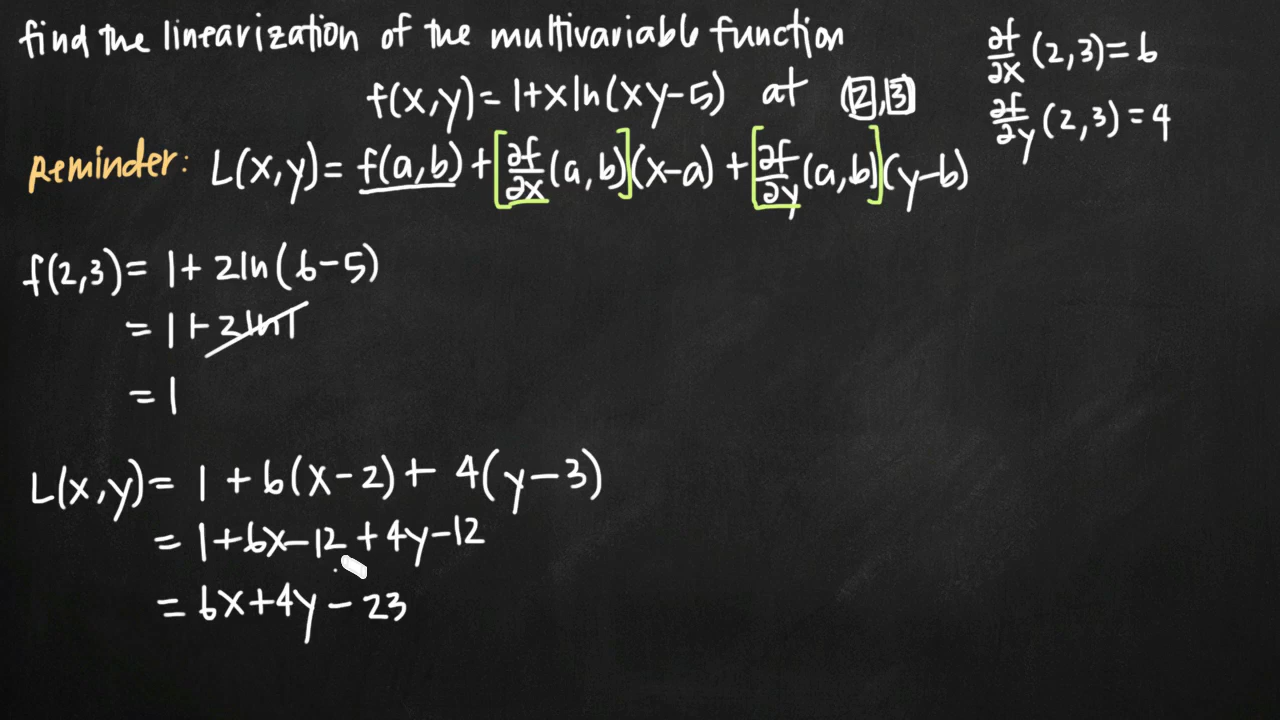 find the linearization of the multivariable function
f(x,y)=1+xln(xy-5) at (2,3)
∂f/∂x (2,3)=6
∂f/∂y (2,3)=4
Reminder: L(x,y)= f(a,b)+[∂f/∂x (a,b)](x-a)+[∂f/∂y (a,b)](y-b)
f(2,3)= 1+2ln(6-5)
= 1+2ln1
= 1
L(x,y)= 1+6(x-2)+4(y-3)
= 1+6x-12+4y-12
= 6x+4y-23